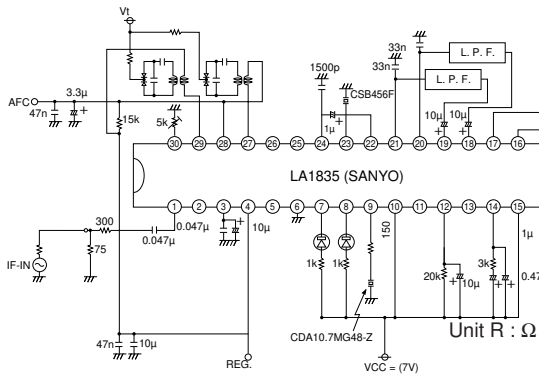 Vt
1500p
33n
33n
L. P. F.
L. P. F.
CSB456F
AFC
3.3μ
+
47n
15k
5k
1μ
+
10μ
+
10μ
+
30 29 28 27 26 25 24 23 22 21 20 19 18 17 16
LA1835 (SANYO)
1 2 3 4 5 6 7 8 9 10 11 12 13 14 15
300
0.047μ
0.047μ
+
10μ
150
1μ
IF-IN
75
1k
1k
20k
+
10μ
3k
+
+
0.47
47n
10μ
CDA10.7MG48-Z
Unit R : Ω
REG.
VCC = (7V)